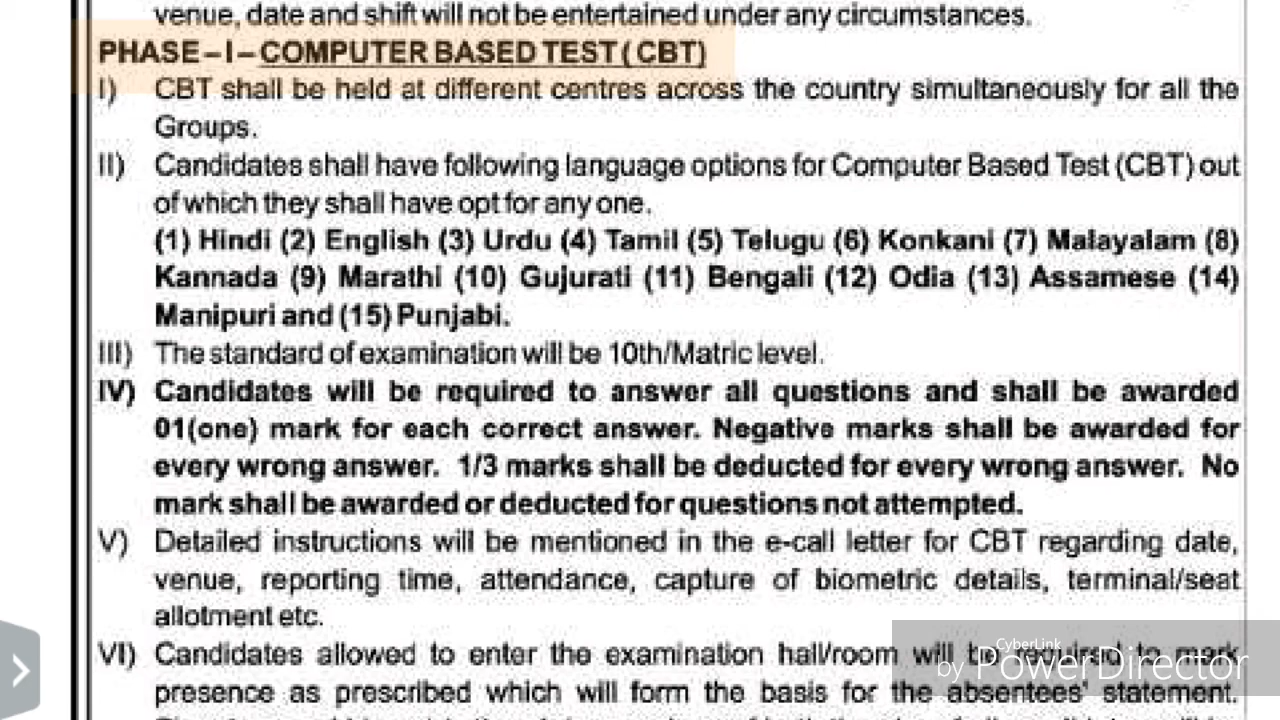 venue, date and shift will not be entertained under any circumstances.
PHASE – I – COMPUTER BASED TEST ( CBT)
I) CBT shall be held at different centres across the country simultaneously for all the
Groups.
II) Candidates shall have following language options for Computer Based Test (CBT) out
of which they shall have opt for any one.
(1) Hindi (2) English (3) Urdu (4) Tamil (5) Telugu (6) Konkani (7) Malayalam (8)
Kannada (9) Marathi (10) Gujurati (11) Bengali (12) Odia (13) Assamese (14)
Manipuri and (15) Punjabi.
III) The standard of examination will be 10th/Matric level.
IV) Candidates will be required to answer all questions and shall be awarded
01(one) mark for each correct answer. Negative marks shall be awarded for
every wrong answer. 1/3 marks shall be deducted for every wrong answer. No
mark shall be awarded or deducted for questions not attempted.
V) Detailed instructions will be mentioned in the e-call letter for CBT regarding date,
venue, reporting time, attendance, capture of biometric details, terminal/seat
allotment etc.
VI) Candidates allowed to enter the examination hall/room will be required to mark
presence as prescribed which will form the basis for the absentees' statement.
CyberLink
by PowerDirector